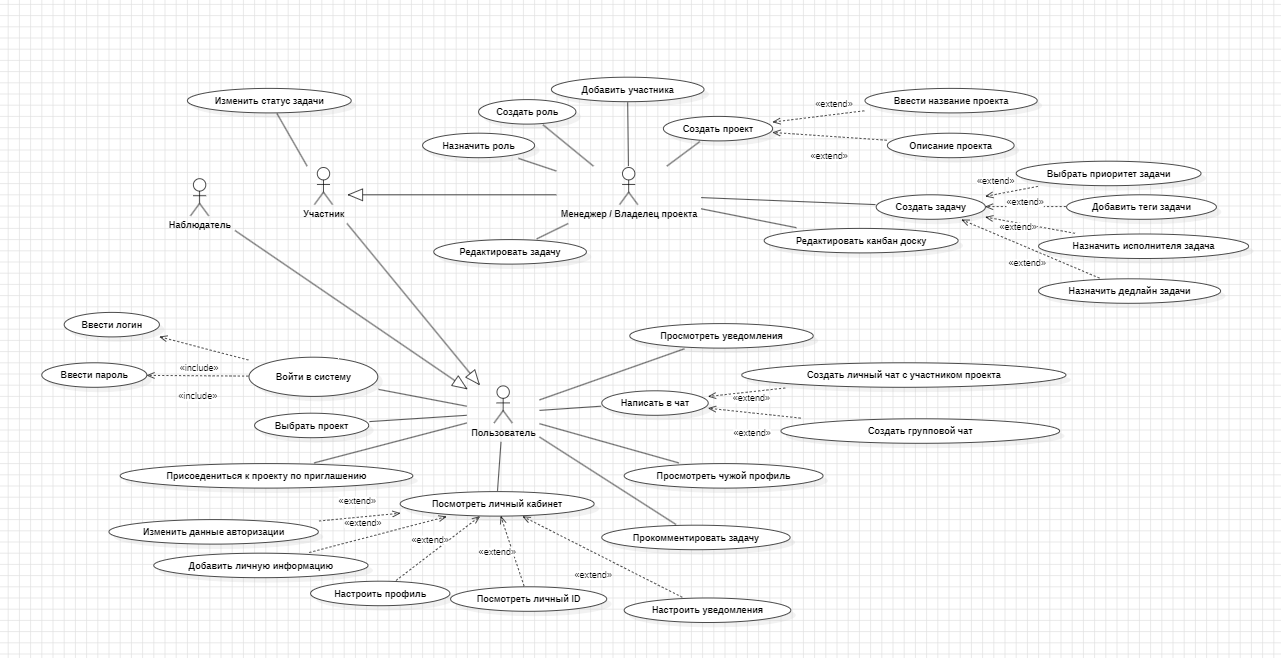 Добавить участника
Изменить статус задачи
Создать роль
Ввести название проекта
«extend»
Создать проект
Назначить роль
Описание проекта
«extend»
Выбрать приоритет задачи
«extend»
Добавить теги задачи
«extend»
Создать задачу
Наблюдатель
Участник
Менеджер / Владелец проекта
«extend»
Редактировать канбан доску
Назначить исполнителя задача
Редактировать задачу
«extend»
Назначить дедлайн задачи
Ввести логин
Просмотреть уведомления
«include»
Ввести пароль
Войти в систему
Создать личный чат с участником проекта
«include»
«extend»
Написать в чат
Выбрать проект
Пользователь
«extend»
Создать групповой чат
Присоедениться к проекту по приглашению
Просмотреть чужой профиль
«extend»
Посмотреть личный кабинет
«extend»
Изменить данные авторизации
«extend»
Прокомментировать задачу
«extend»
Добавить личную информацию
«extend»
Настроить профиль
Посмотреть личный ID
Настроить уведомления